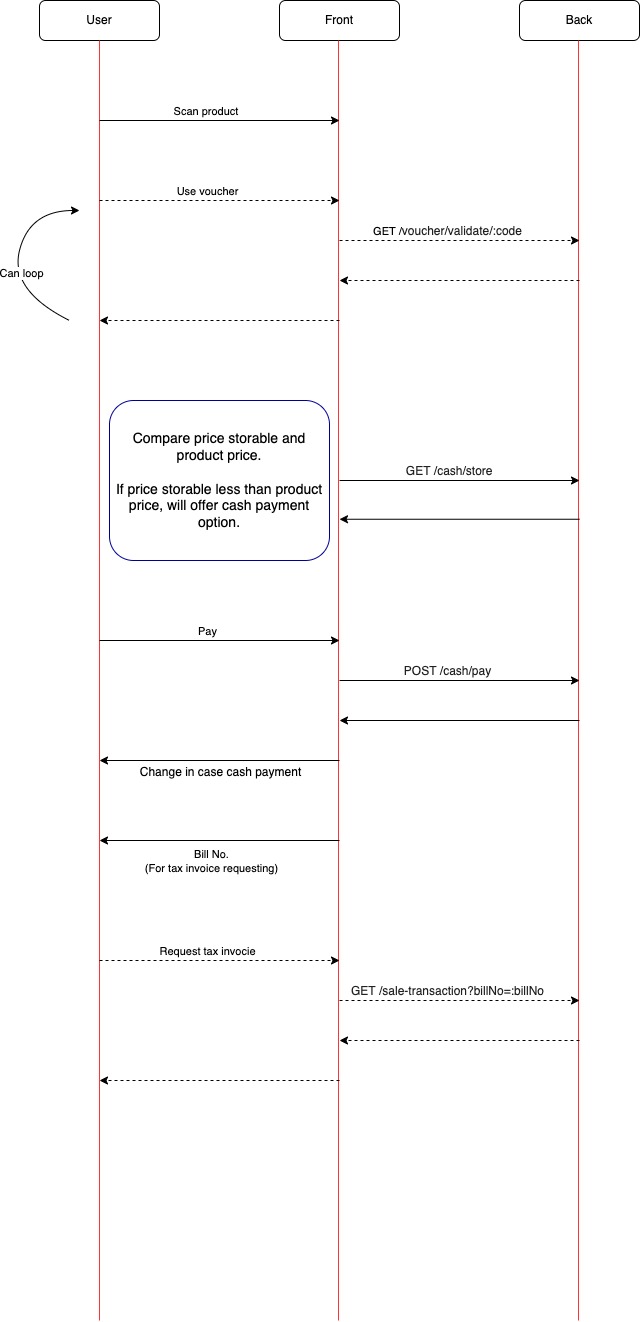 User
Front
Back
Scan product
Use voucher
GET /voucher/validate/:code
Can loop
Compare price storable and
product price.
If price storable less than product
price, will offer cash payment
option.
GET /cash/store
Pay
POST /cash/pay
Change in case cash payment
Bill No.
(For tax invoice requesting)
Request tax invocie
GET /sale-transaction?billNo=:billNo